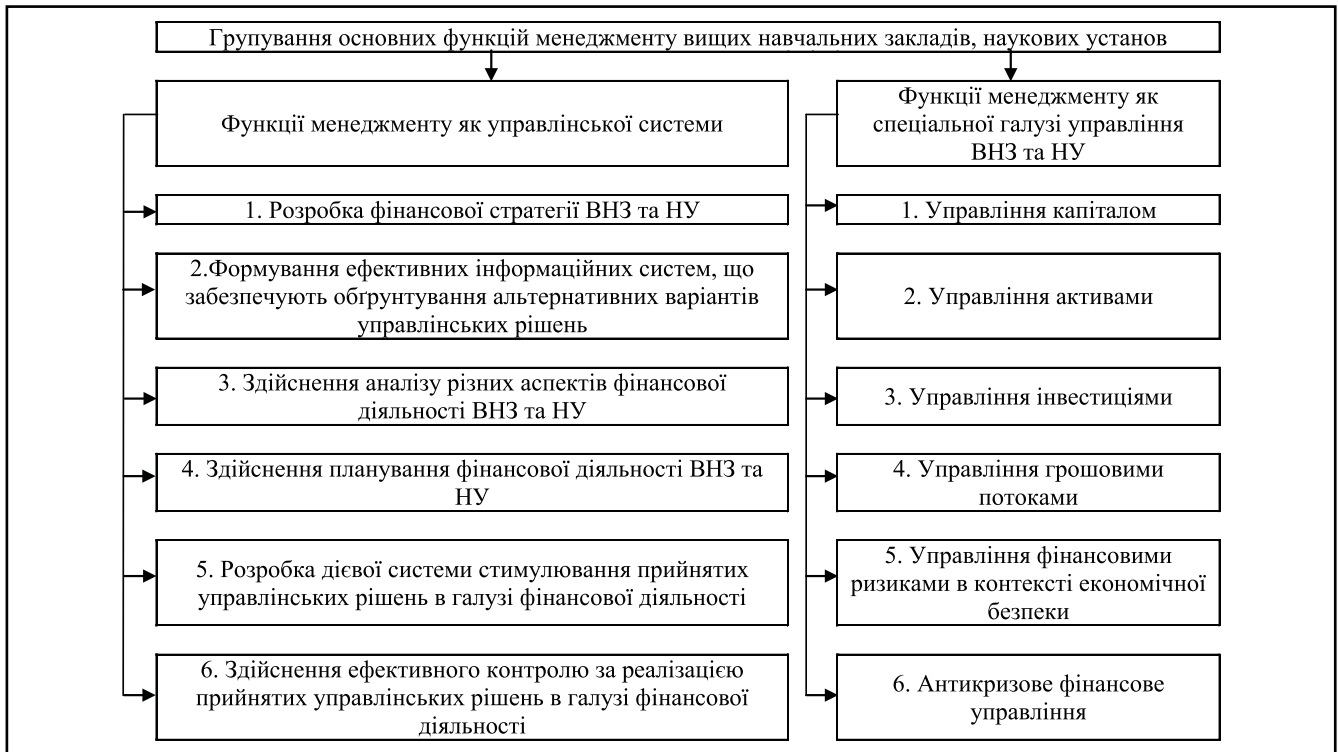 Групування основних функцій менеджменту вищих навчальних закладів, наукових установ
Функції менеджменту як управлінської системи
1. Розробка фінансової стратегії ВНЗ та НУ
2.Формування ефективних інформаційних систем, що
забезпечують обґрунтування альтернативних варіантів
управлінських рішень
3. Здійснення аналізу різних аспектів фінансової
діяльності ВНЗ та НУ
4. Здійснення планування фінансової діяльності ВНЗ та
НУ
5. Розробка дієвої системи стимулювання прийнятих
управлінських рішень в галузі фінансової діяльності
6. Здійснення ефективного контролю за реалізацією
прийнятих управлінських рішень в галузі фінансової
діяльності
Функції менеджменту як
спеціальної галузі управління
ВНЗ та НУ
1. Управління капіталом
2. Управління активами
3. Управління інвестиціями
4. Управління грошовими
потоками
5. Управління фінансовими
ризиками в контексті економічної
безпеки
6. Антикризове фінансове
управління